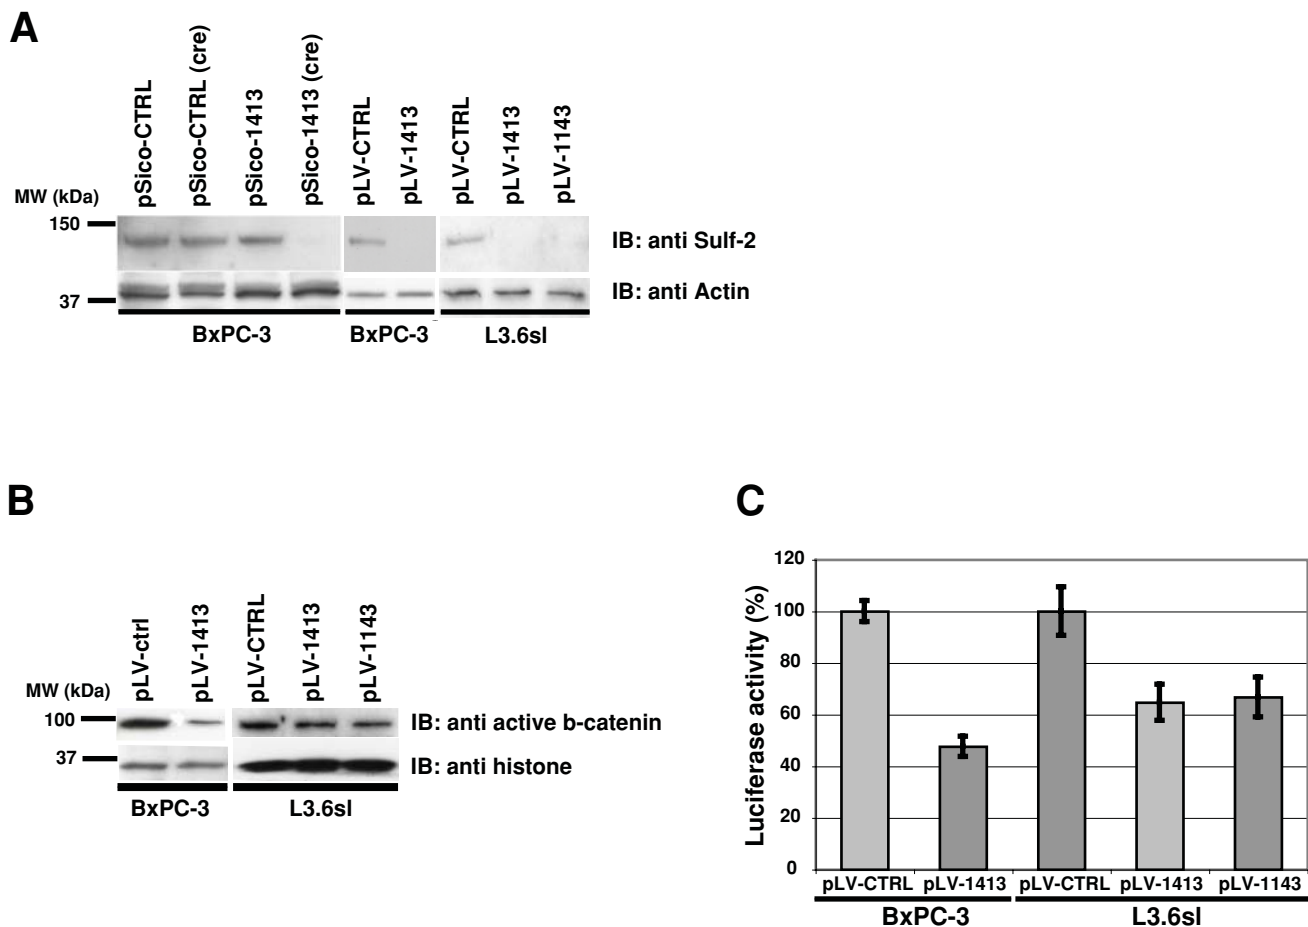 A
pSico-CTRL
pSico-CTRL (cre)
pSico-1413
pSico-1413 (cre)
pLV-CTRL
pLV-1413
pLV-CTRL
pLV-1413
pLV-1143
MW (kDa)
150
IB: anti Sulf-2
37
IB: anti Actin
BxPC-3
BxPC-3
L3.6sl
B
pLV-ctrl
pLV-1413
pLV-CTRL
pLV-1413
pLV-1143
MW (kDa)
100
IB: anti active b-catenin
37
IB: anti histone
BxPC-3
L3.6sl
C
Luciferase activity (%)
120
100
80
60
40
20
0
pLV-CTRL pLV-1413 pLV-CTRL pLV-1413 pLV-1143
BxPC-3 L3.6sl